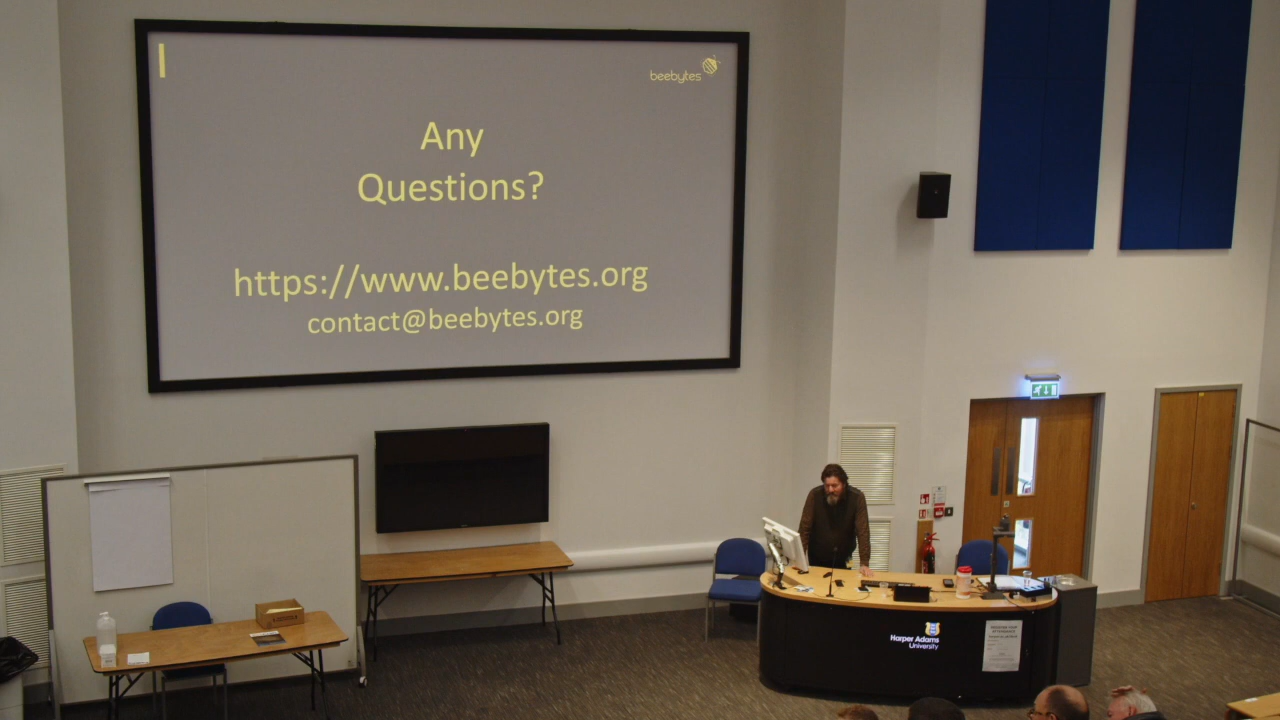 beebytes
Any
Questions?
https://www.beebytes.org
contact@beebytes.org
Harper Adams
University